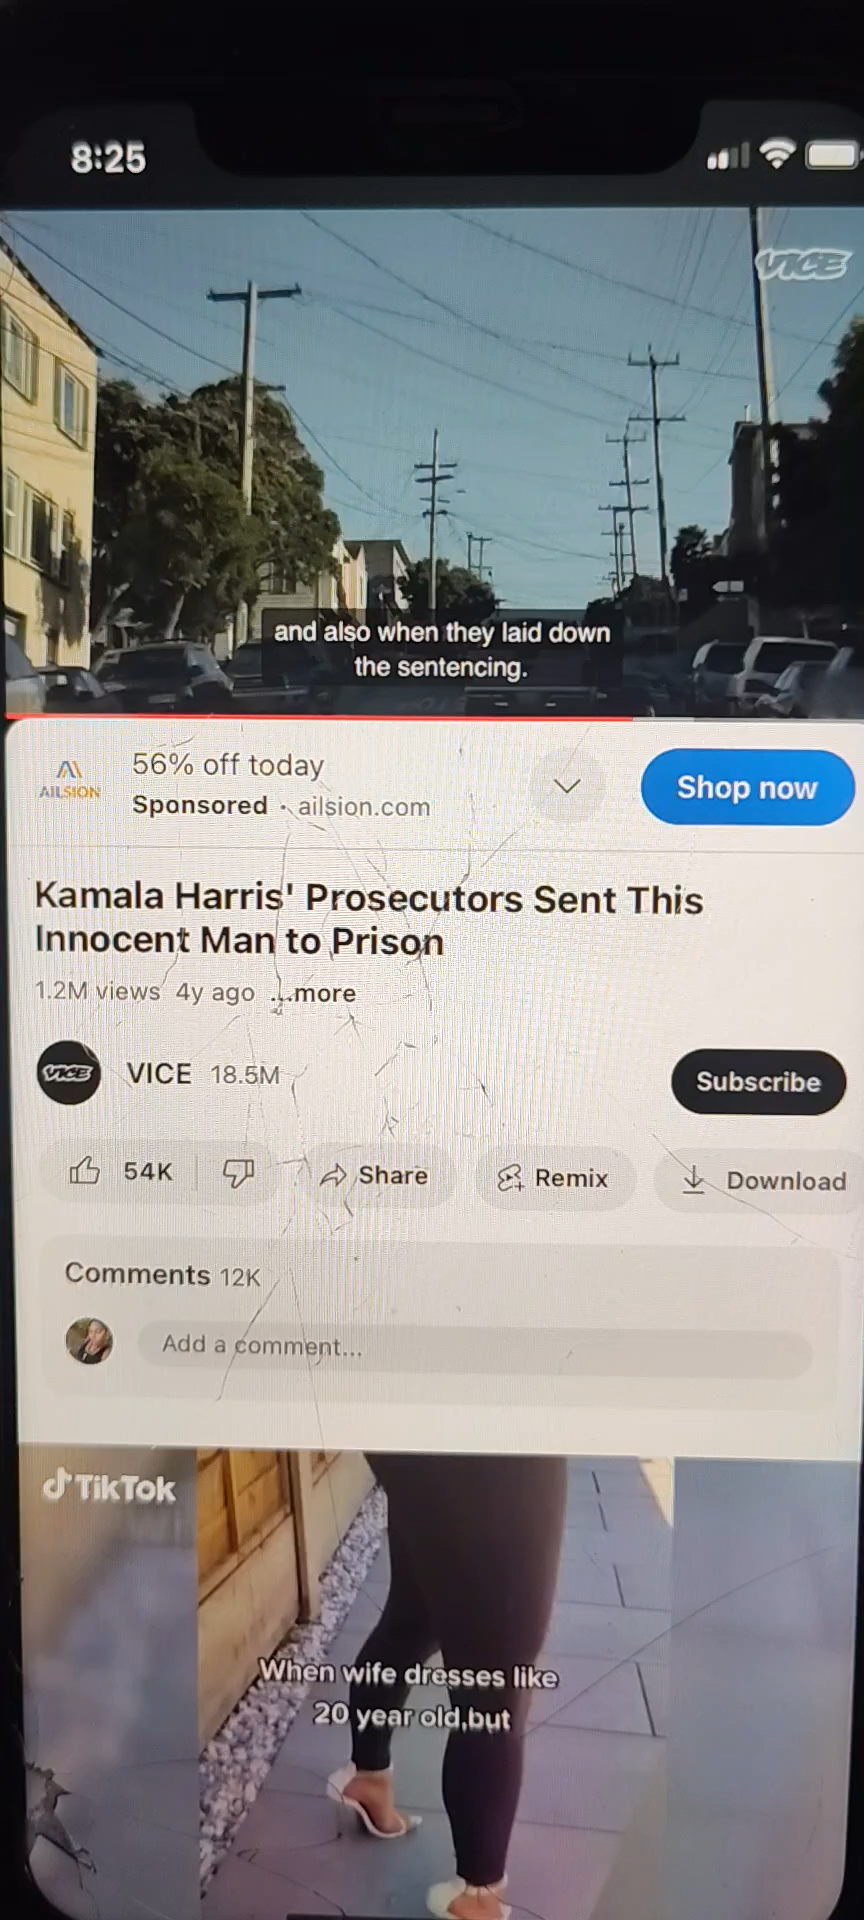 8:25
VICE
and also when they laid down
the sentencing.
56% off today
AILSION
Sponsored · ailsion.com
Shop now
Kamala Harris' Prosecutors Sent This
Innocent Man to Prison
1.2M views 4y ago ...more
VICE
VICE 18.5M
Subscribe
54K
Share
Remix
Download
Comments 12K
Add a comment...
TikTok
When wife dresses like
20 year old,but